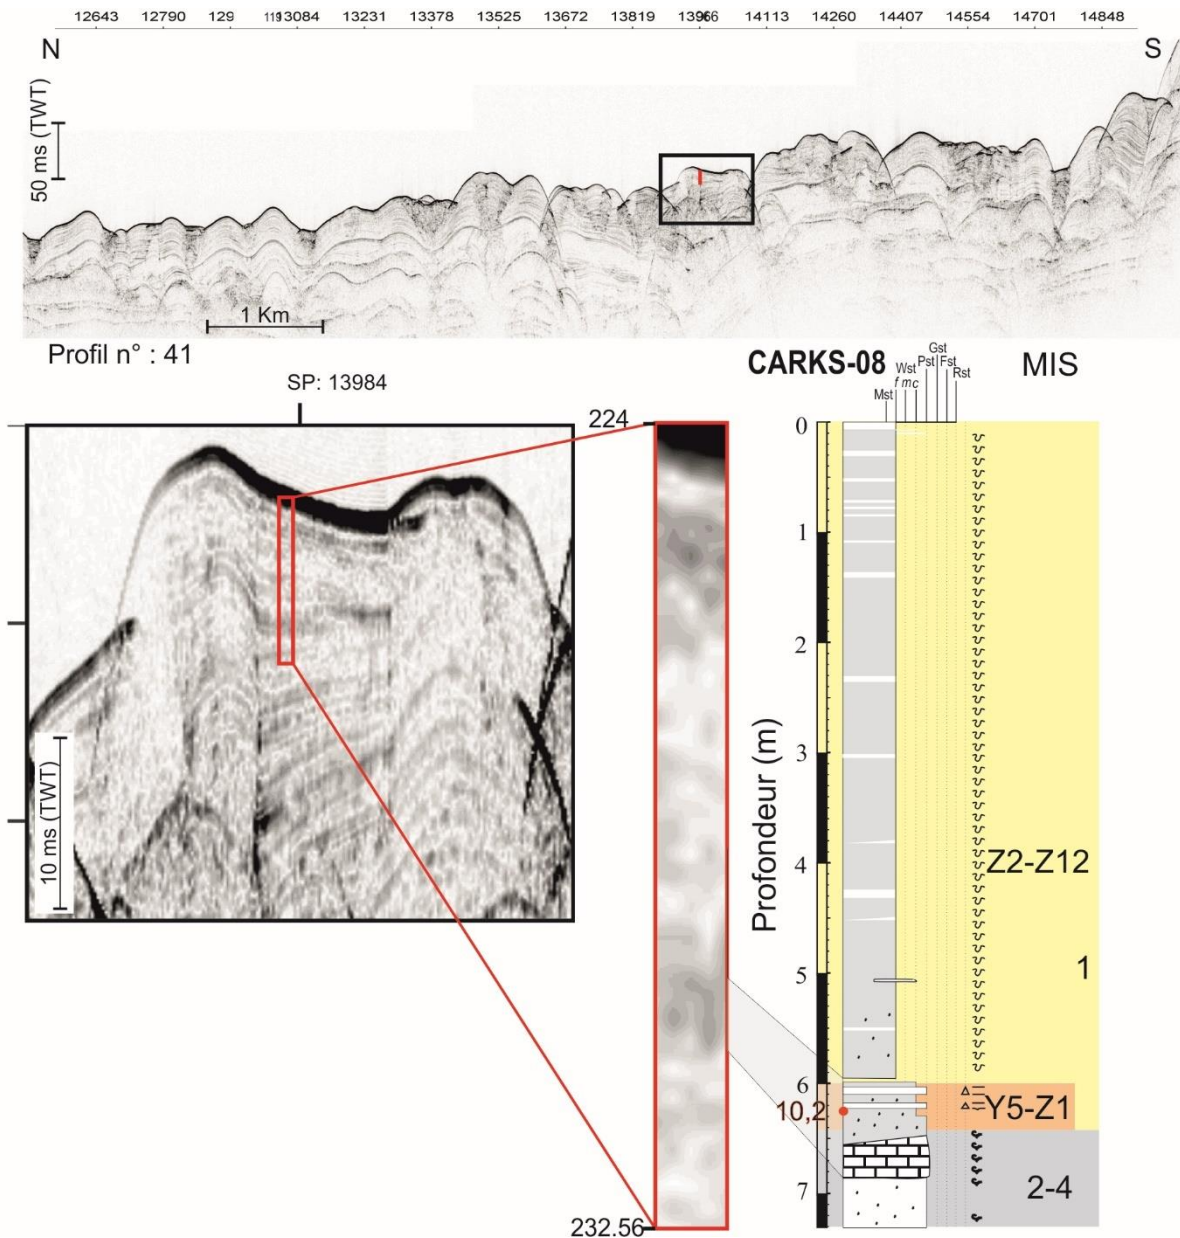 12643 12790 129 13084 13231 13378 13525 13672 13819 14113 14260 14407 14554 14701 14848
N S
50 ms (TWT)
1 Km
Profil n° : 41
SP: 13984
10 ms (TWT)
224
232.56
CARKS-08 MIS
Mst
Wst
f m c
Pst
Gst
Fst
Rst
Profondeur (m)
0
1
2
3
4
5
6
7
10,2
Z2-Z12
1
Y5-Z1
2-4